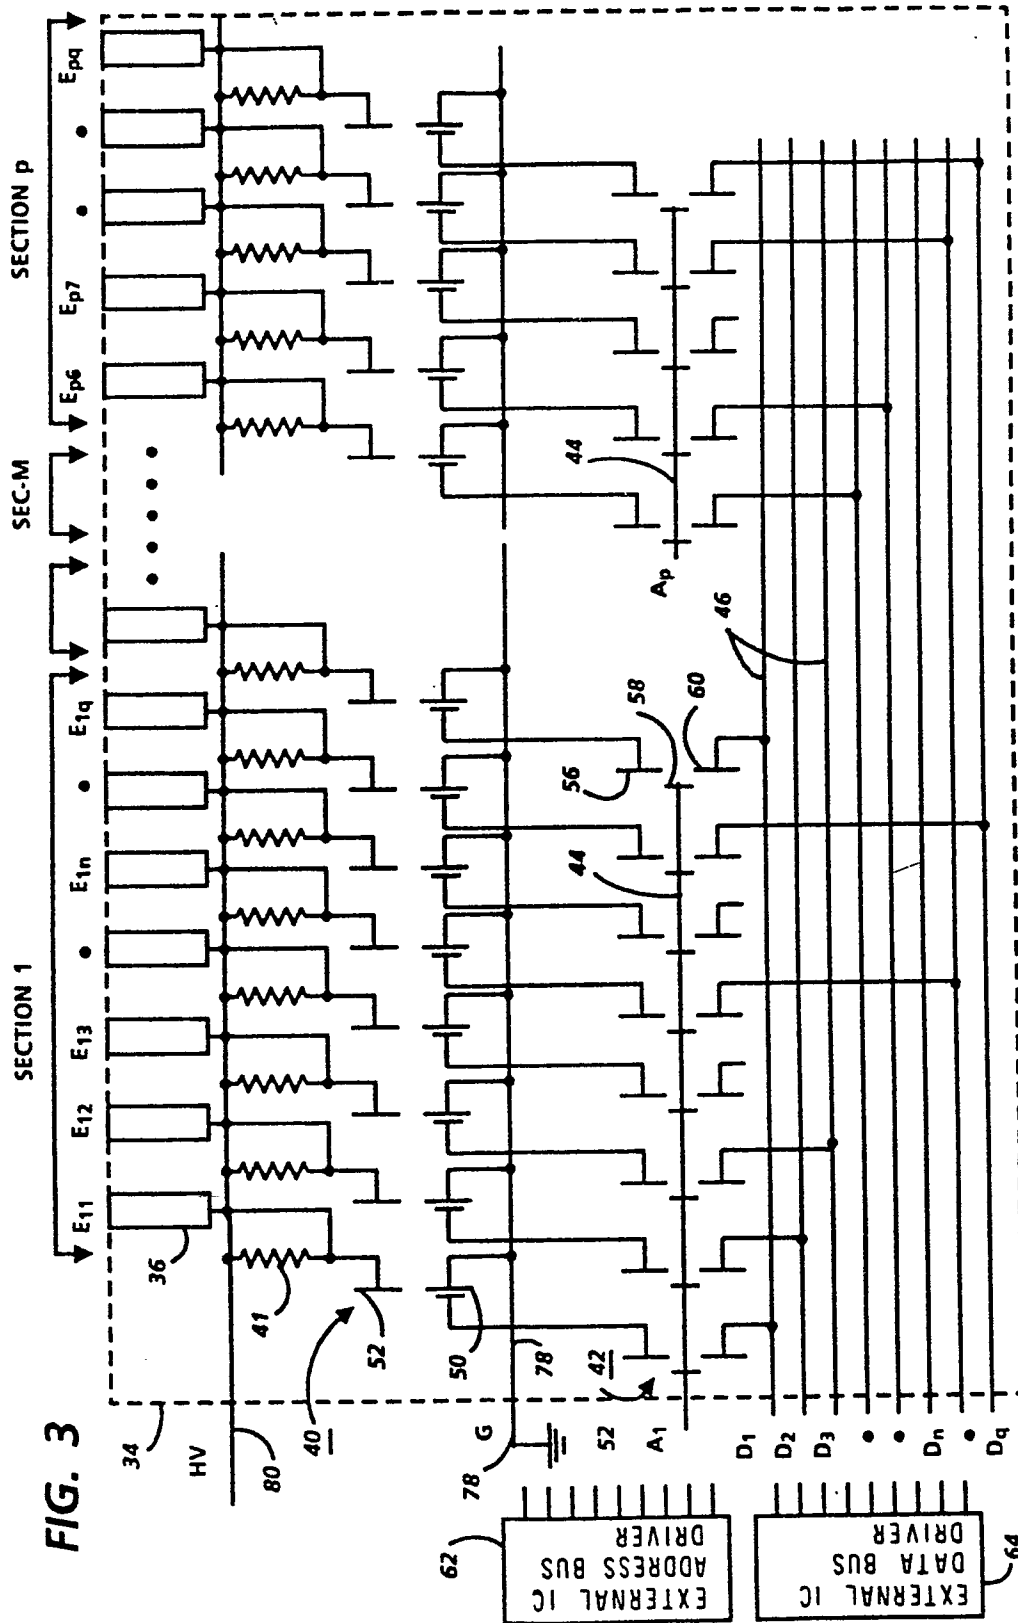 FIG. 3
SECTION 1
SEC-M
SECTION p
E11
E12
E13
•
E1n
•
E1q
Ep6
Ep7
•
•
Epq
34
HV
80
36
41
40
52
50
G
78
78
42
52
A1
44
56
58
60
46
Ap
44
D1
D2
D3
•
•
Dn
•
Dq
62
EXTERNAL IC
ADDRESS BUS
DRIVER
64
EXTERNAL IC
DATA BUS
DRIVER